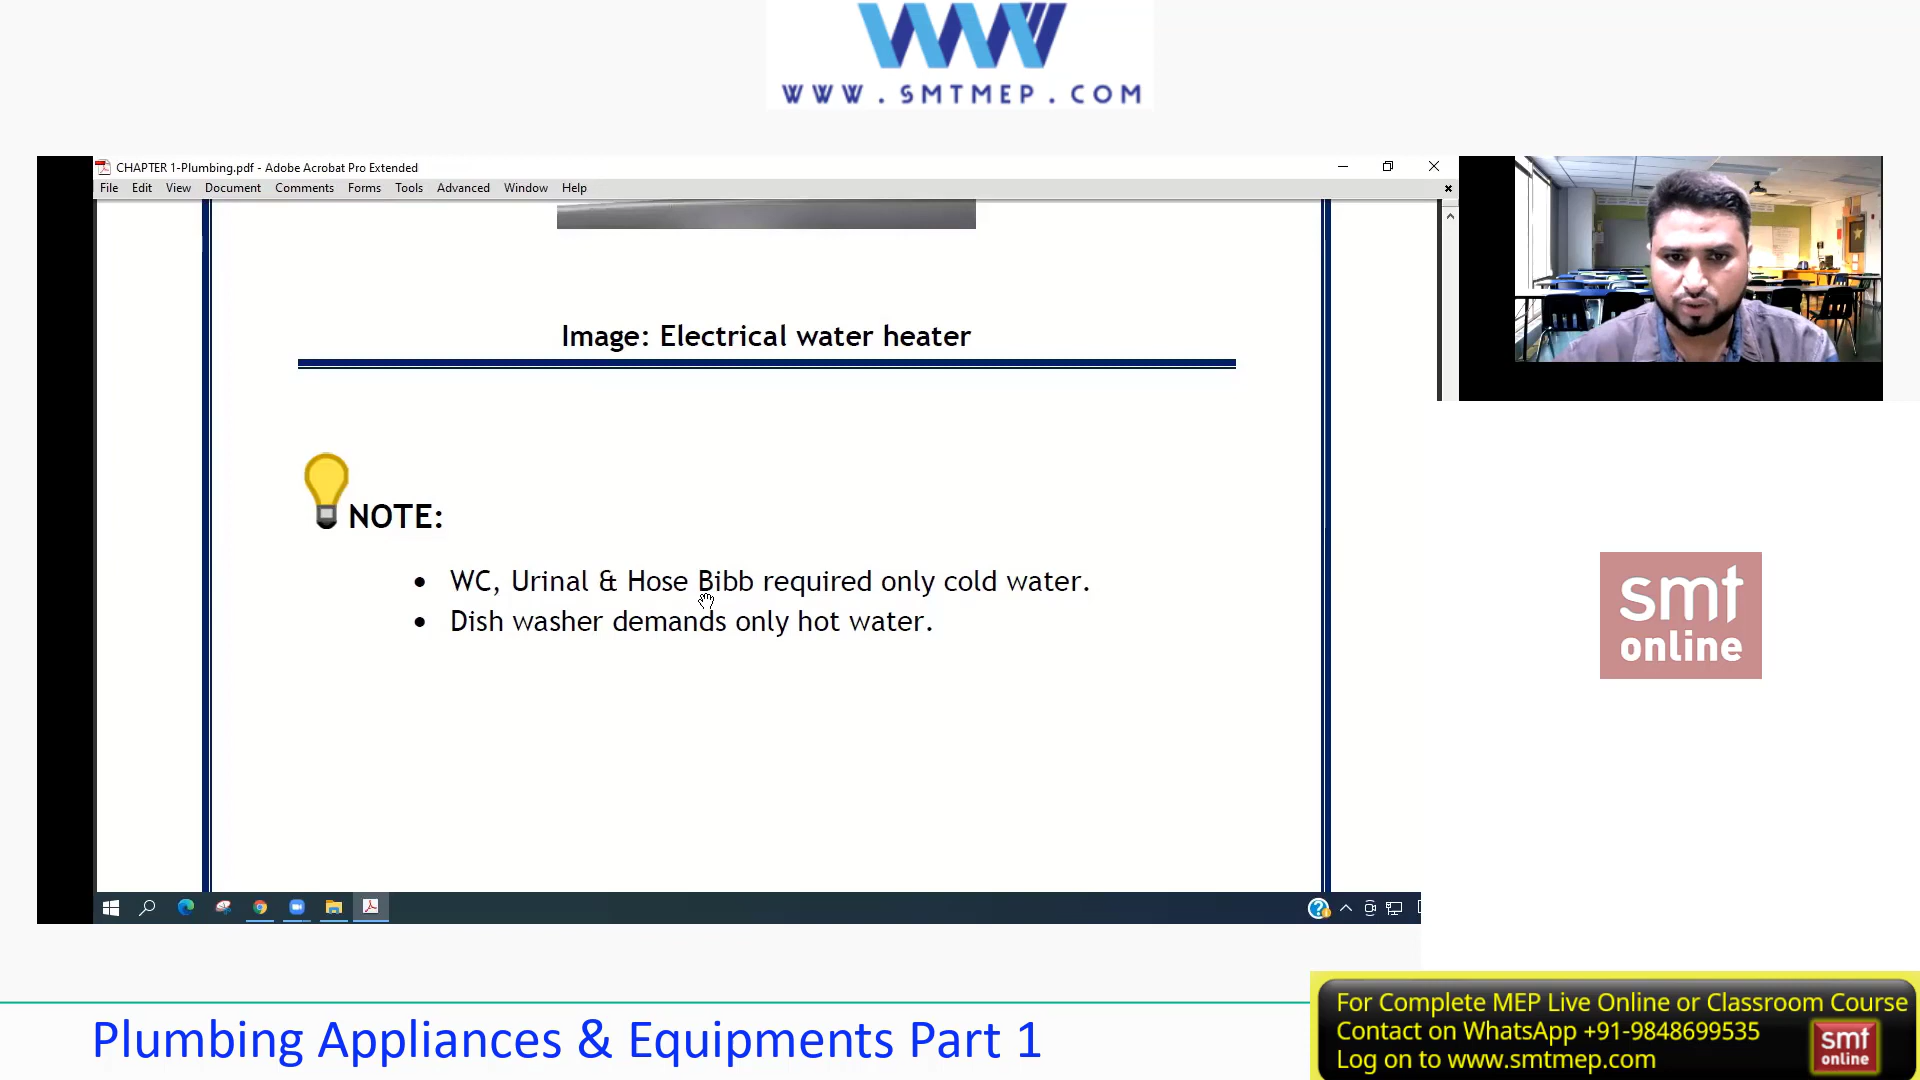 WWW.SMTMEP.COM
CHAPTER 1-Plumbing.pdf - Adobe Acrobat Pro Extended
File Edit View Document Comments Forms Tools Advanced Window Help
Image: Electrical water heater
NOTE:
• WC, Urinal & Hose Bibb required only cold water.
• Dish washer demands only hot water.
smt
online
Plumbing Appliances & Equipments Part 1
For Complete MEP Live Online or Classroom Course
Contact on WhatsApp +91-9848699535
Log on to www.smtmep.com
smt
online